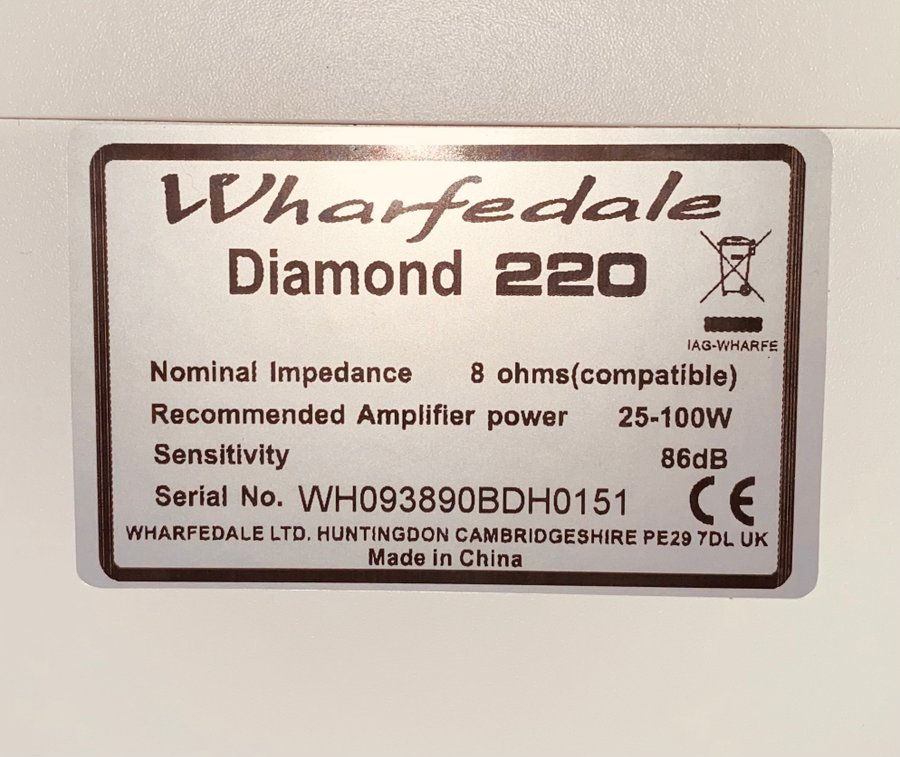 Wharfedale
Diamond 220
IAG-WHARFE
Nominal Impedance 8 ohms(compatible)
Recommended Amplifier power 25-100W
Sensitivity 86dB
Serial No. WH093890BDH0151 CE
WHARFEDALE LTD. HUNTINGDON CAMBRIDGESHIRE PE29 7DL UK
Made in China